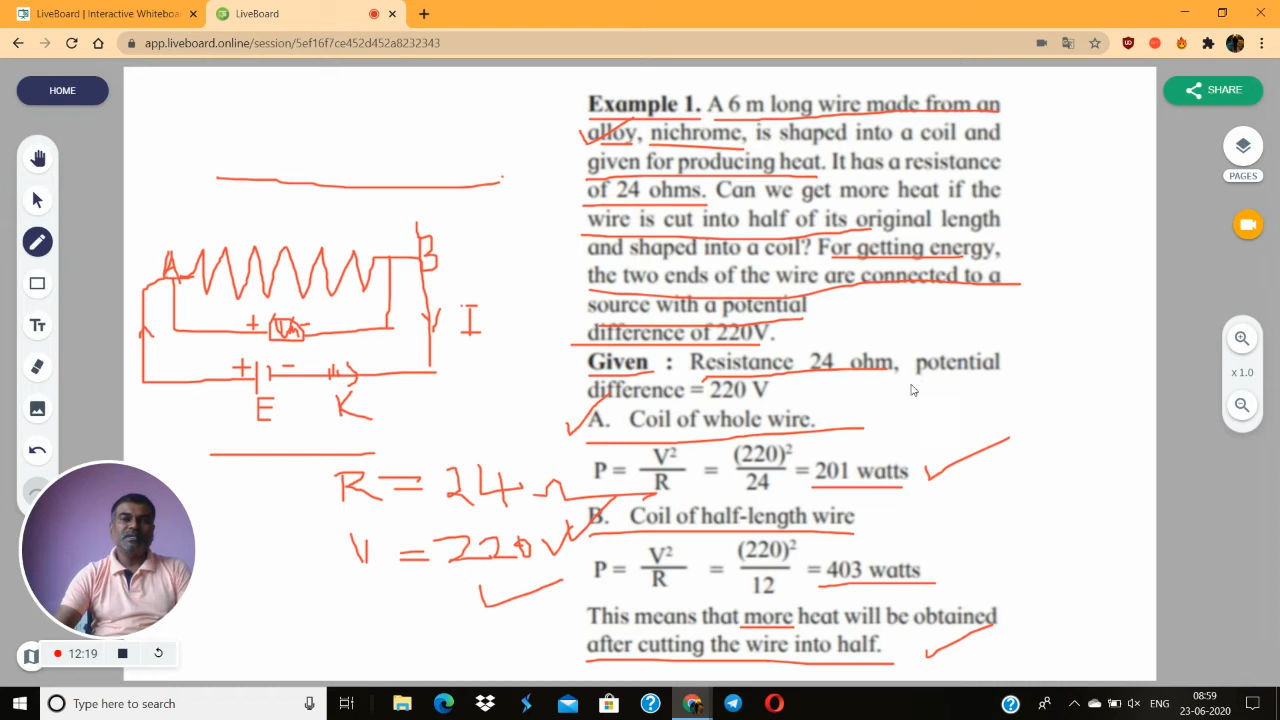 LiveBoard | Interactive Whiteboa
LiveBoard
app.liveboard.online/session/5ef16f7ce452d452a8232343
HOME
SHARE
PAGES
x 1.0
Example 1. A 6 m long wire made from an
alloy, nichrome, is shaped into a coil and
given for producing heat. It has a resistance
of 24 ohms. Can we get more heat if the
wire is cut into half of its original length
and shaped into a coil? For getting energy,
the two ends of the wire are connected to a
source with a potential
difference of 220V.
Given : Resistance 24 ohm, potential
difference = 220 V
A. Coil of whole wire.
P = V²/R = (220)²/24 = 201 watts
B. Coil of half-length wire
P = V²/R = (220)²/12 = 403 watts
This means that more heat will be obtained
after cutting the wire into half.
A
B
I
+ Vm -
+ -
E
K
R = 24 Ω
V = 220V
Tt
12:19
Type here to search
ENG
08:59
23-06-2020